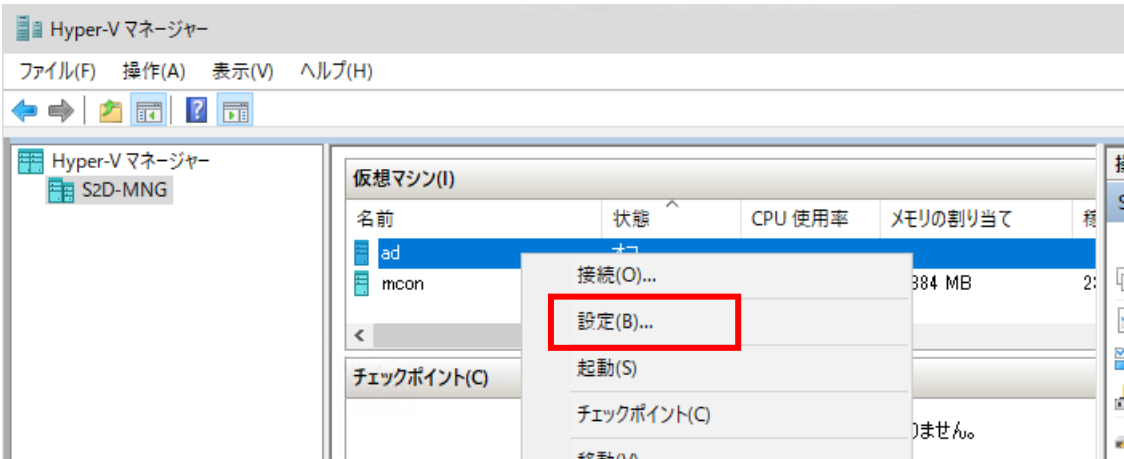 Hyper-V マネージャー
ファイル(F) 操作(A) 表示(V) ヘルプ(H)
Hyper-V マネージャー
S2D-MNG
仮想マシン(I)
名前 状態 CPU 使用率 メモリの割り当て
ad
mcon 384 MB
接続(O)...
設定(B)...
起動(S)
チェックポイント(C)
チェックポイント(C)
りません。